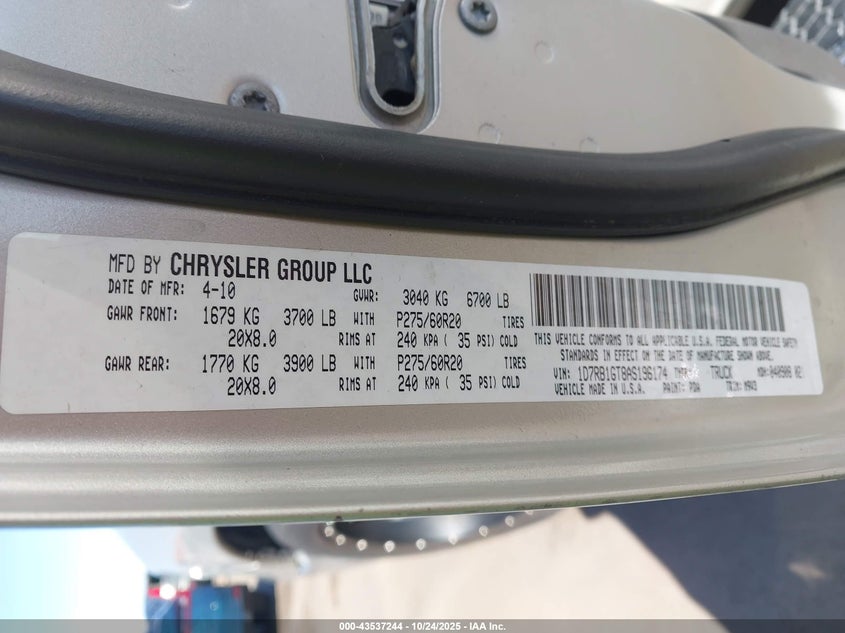 MFD BY CHRYSLER GROUP LLC
DATE OF MFR: 4-10 GVWR: 3040 KG 6700 LB
GAWR FRONT: 1679 KG 3700 LB WITH P275/60R20 TIRES
20X8.0 RIMS AT 240 KPA ( 35 PSI) COLD
GAWR REAR: 1770 KG 3900 LB WITH P275/60R20 TIRES
20X8.0 RIMS AT 240 KPA ( 35 PSI) COLD
THIS VEHICLE CONFORMS TO ALL APPLICABLE U.S.A. FEDERAL MOTOR VEHICLE SAFETY
STANDARDS IN EFFECT ON THE DATE OF MANUFACTURE SHOWN ABOVE.
VIN: 1D7RB1GT8AS196174 TRUCK MDH:
VEHICLE MADE IN U.S.A. PAINT: PDA TRIM:
000-43537244 | 10/24/2025 - IAA Inc.